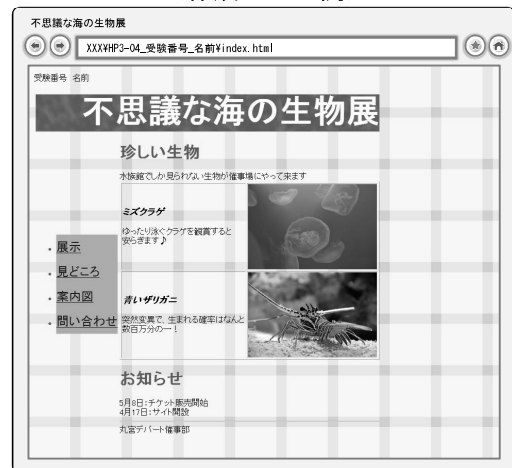 不思議な海の生物展
XXX¥HP3-04_受験番号_名前¥index.html
受験番号 名前
不思議な海の生物展
珍しい生物
水族館でしか見られない生物が催事場にやって来ます
ミズクラゲ
ゆったり泳ぐクラゲを観賞すると
安らぎます♪
・展示
・見どころ
・案内図
・問い合わせ
青いザリガニ
突然変異で、生まれる確率はなんと
数百万分の一！
お知らせ
5月8日：チケット販売開始
4月17日：サイト開設
丸宮デパート催事部